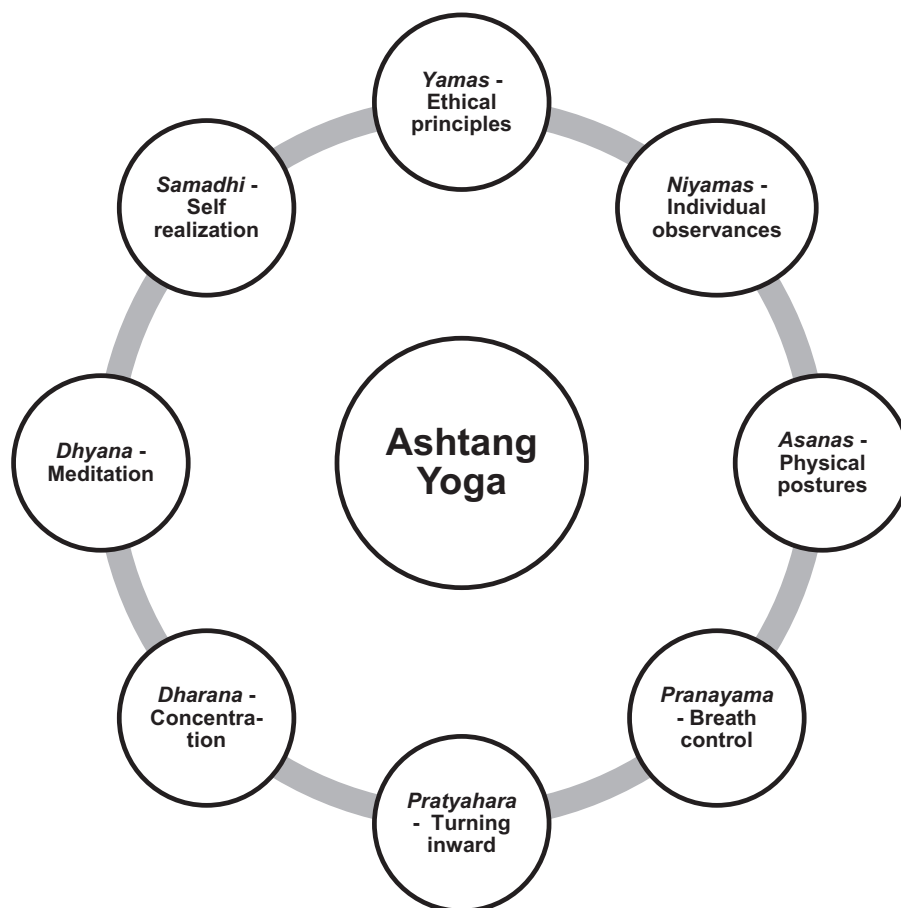 Yamas -
Ethical
principles
Niyamas -
Individual
observances
Asanas -
Physical
postures
Pranayama
- Breath
control
Pratyahara
- Turning
inward
Dharana -
Concentra-
tion
Dhyana -
Meditation
Samadhi -
Self
realization
Ashtang
Yoga